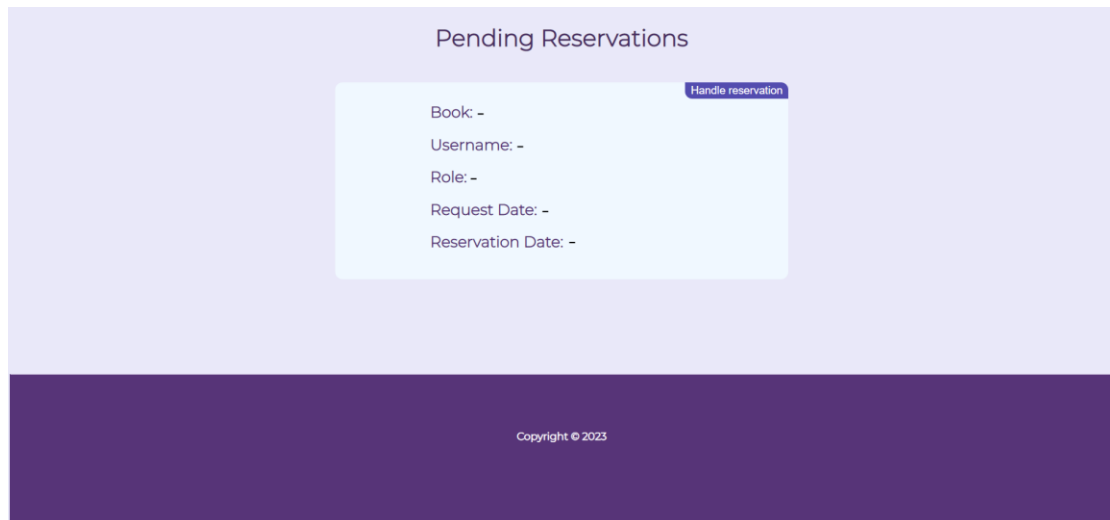 Pending Reservations
Handle reservation
Book: -
Username: -
Role: -
Request Date: -
Reservation Date: -
Copyright © 2023